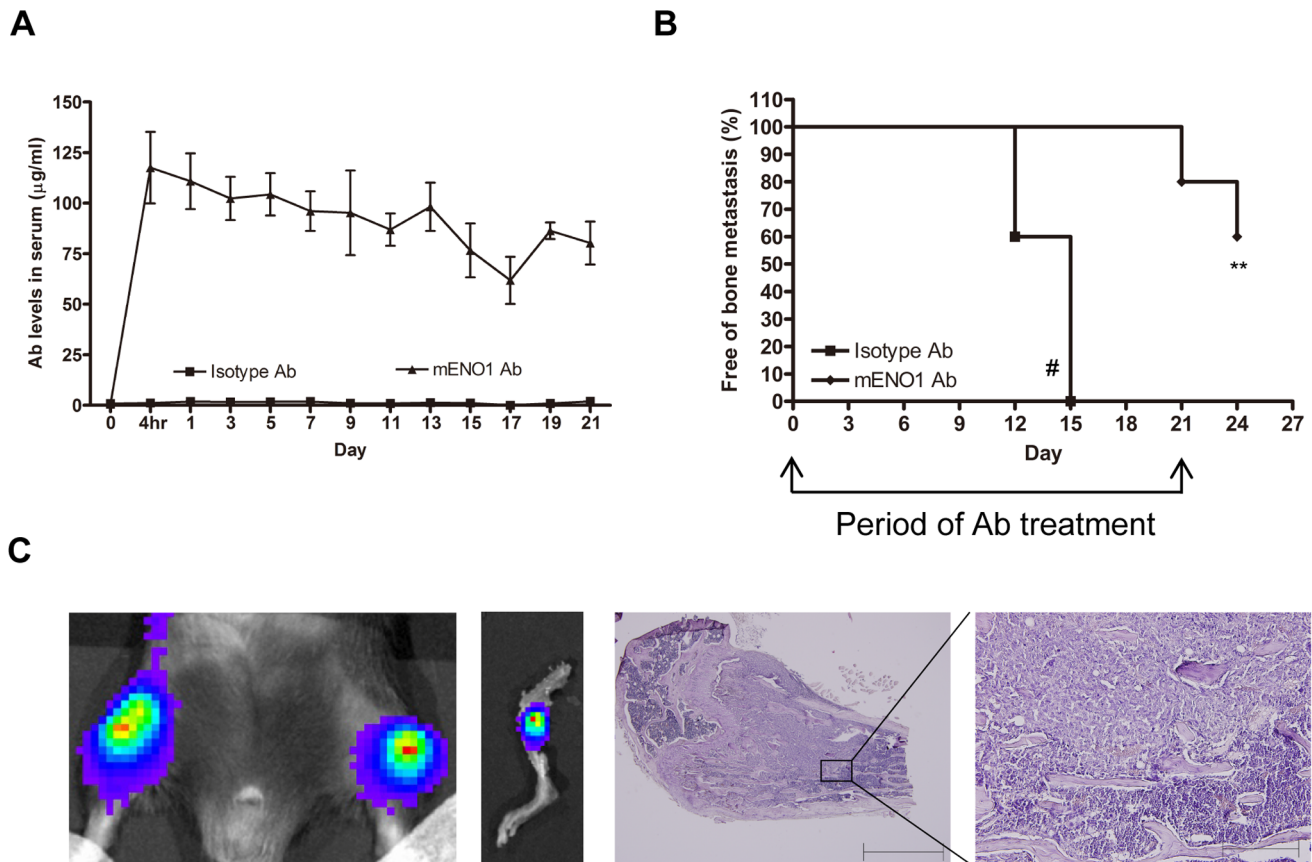 A
B
Ab levels in serum (µg/ml)
150
125
100
75
50
25
0
Isotype Ab
mENO1 Ab
0 4hr 1 3 5 7 9 11 13 15 17 19 21
Day
Free of bone metastasis (%)
110
100
90
80
70
60
50
40
30
20
10
0
**
#
Isotype Ab
mENO1 Ab
0 3 6 9 12 15 18 21 24 27
Day
Period of Ab treatment
C